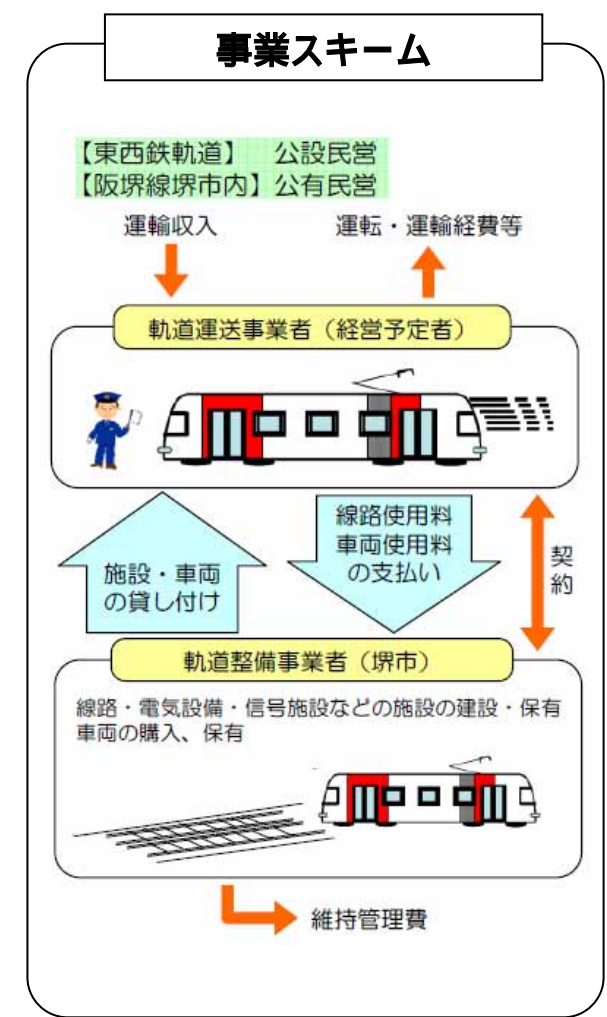 事業スキーム
【東西鉄軌道】　公設民営
【阪堺線堺市内】公有民営
運輸収入
運転・運輸経費等
軌道運送事業者（経営予定者）
線路使用料
車両使用料
の支払い
施設・車両
の貸し付け
契約
軌道整備事業者（堺市）
線路・電気設備・信号施設などの施設の建設・保有
車両の購入、保有
維持管理費